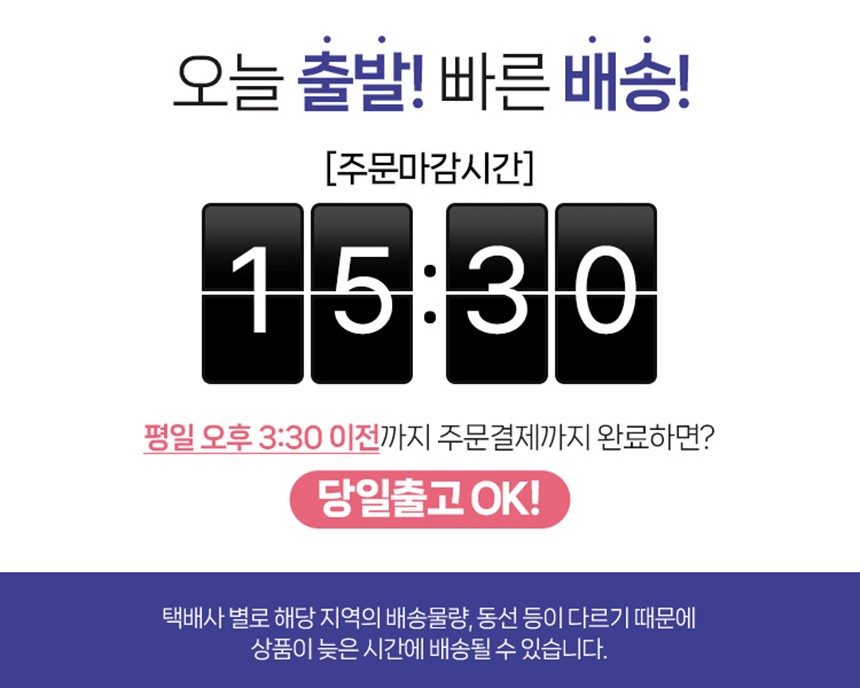 오늘 출발! 빠른 배송!
[주문마감시간]
15:30
평일 오후 3:30 이전까지 주문결제까지 완료하면?
당일출고 OK!
택배사 별로 해당 지역의 배송물량, 동선 등이 다르기 때문에
상품이 늦은 시간에 배송될 수 있습니다.